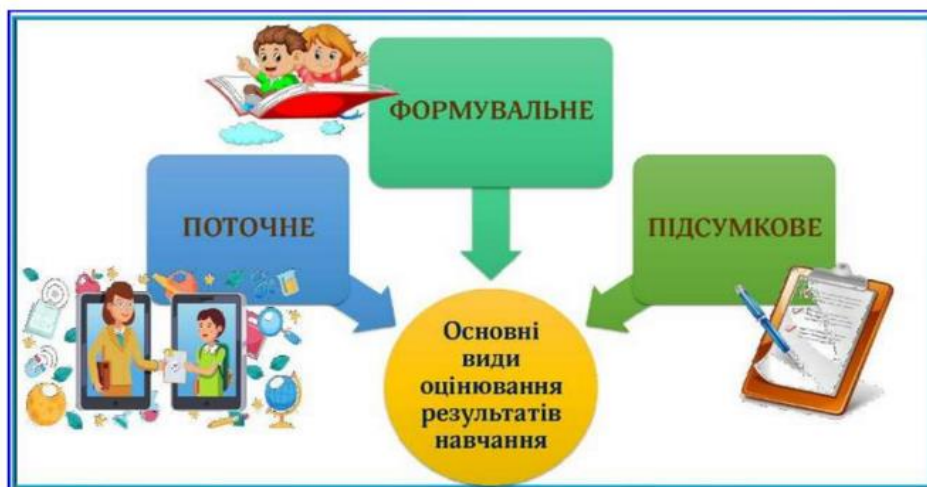 ФОРМУВАЛЬНЕ
ПОТОЧНЕ
ПІДСУМКОВЕ
Основні
види
оцінювання
результатів
навчання